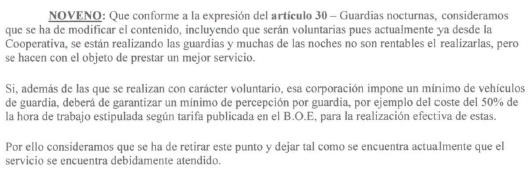 NOVENO: Que conforme a la expresión del artículo 30 – Guardias nocturnas, consideramos
que se ha de modificar el contenido, incluyendo que serán voluntarias pues actualmente ya desde la
Cooperativa, se están realizando las guardias y muchas de las noches no son rentables el realizarlas, pero
se hacen con el objeto de prestar un mejor servicio.
Si, además de las que se realizan con carácter voluntario, esa corporación impone un mínimo de vehículos
de guardia, deberá de garantizar un mínimo de percepción por guardia, por ejemplo del coste del 50% de
la hora de trabajo estipulada según tarifa publicada en el B.O.E, para la realización efectiva de estas.
Por ello consideramos que se ha de retirar este punto y dejar tal como se encuentra actualmente que el
servicio se encuentra debidamente atendido.